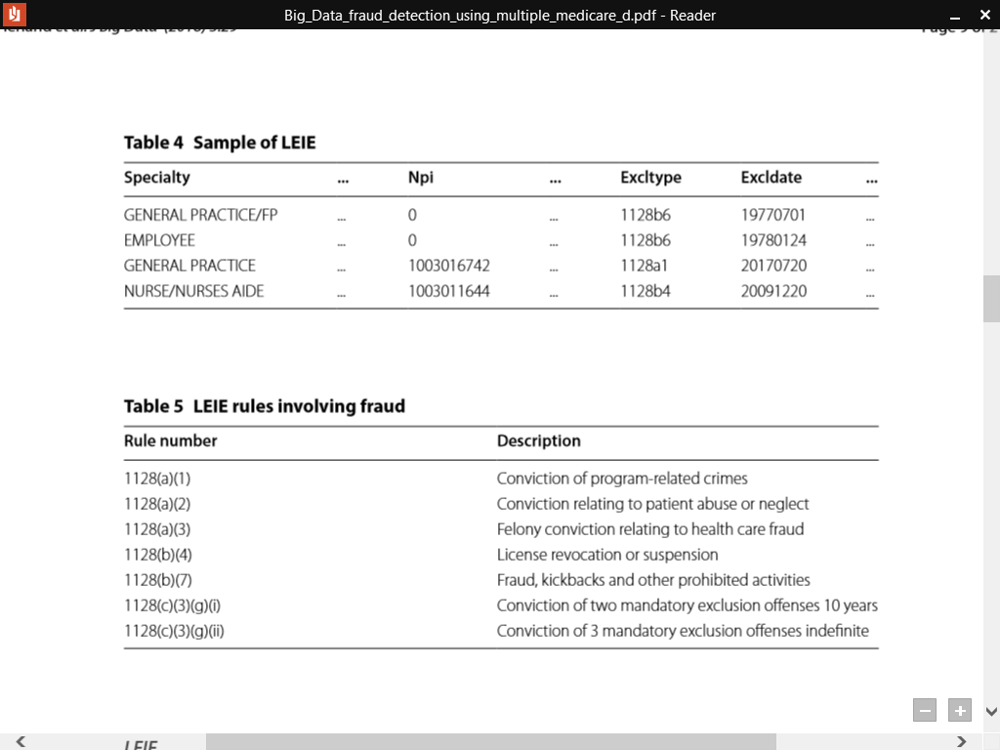 Big_Data_fraud_detection_using_multiple_medicare_d.pdf - Reader
Table 4 Sample of LEIE
Specialty ... Npi ... Excltype Excldate ...
GENERAL PRACTICE/FP ... 0 ... 1128b6 19770701 ...
EMPLOYEE ... 0 ... 1128b6 19780124 ...
GENERAL PRACTICE ... 1003016742 ... 1128a1 20170720 ...
NURSE/NURSES AIDE ... 1003011644 ... 1128b4 20091220 ...
Table 5 LEIE rules involving fraud
Rule number Description
1128(a)(1) Conviction of program-related crimes
1128(a)(2) Conviction relating to patient abuse or neglect
1128(a)(3) Felony conviction relating to health care fraud
1128(b)(4) License revocation or suspension
1128(b)(7) Fraud, kickbacks and other prohibited activities
1128(c)(3)(g)(i) Conviction of two mandatory exclusion offenses 10 years
1128(c)(3)(g)(ii) Conviction of 3 mandatory exclusion offenses indefinite
LEIE